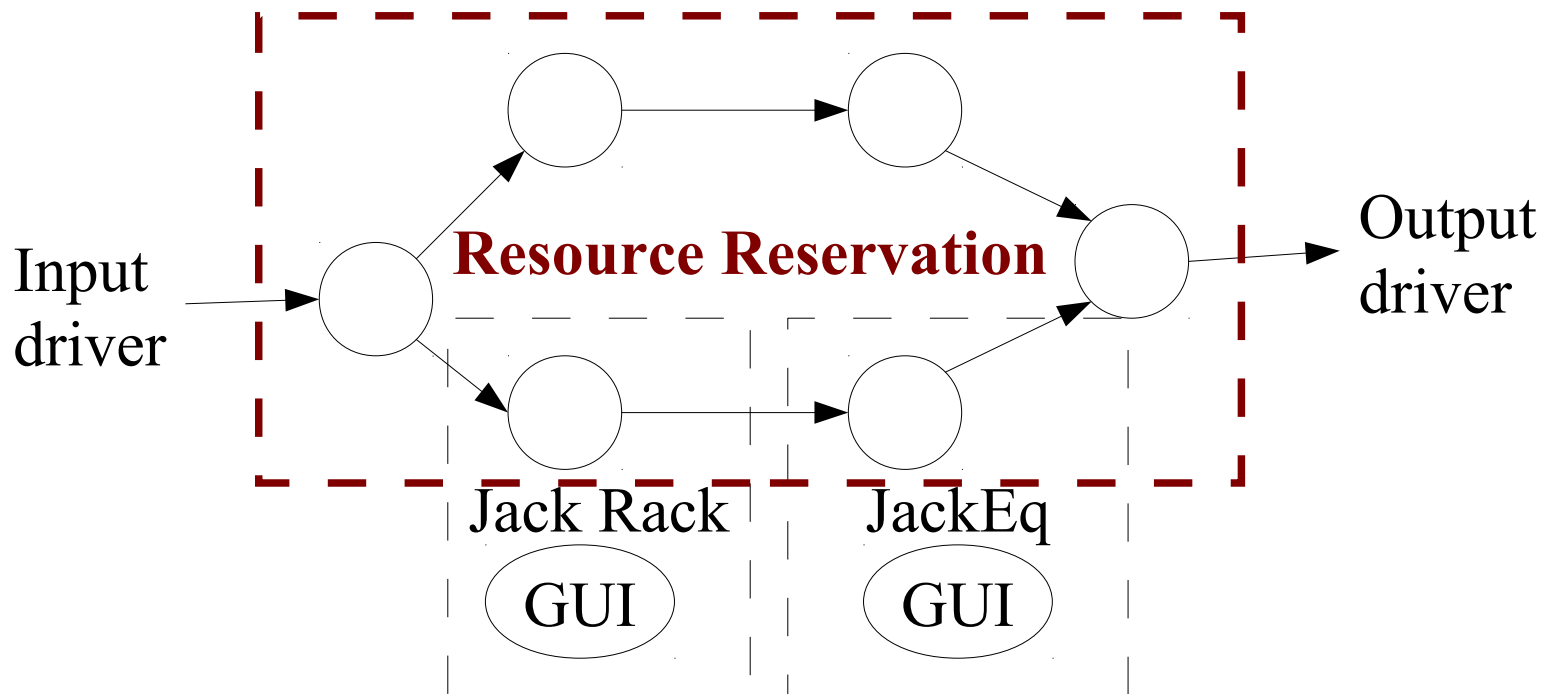 Resource Reservation
Input
driver
Output
driver
Jack Rack
JackEq
GUI
GUI